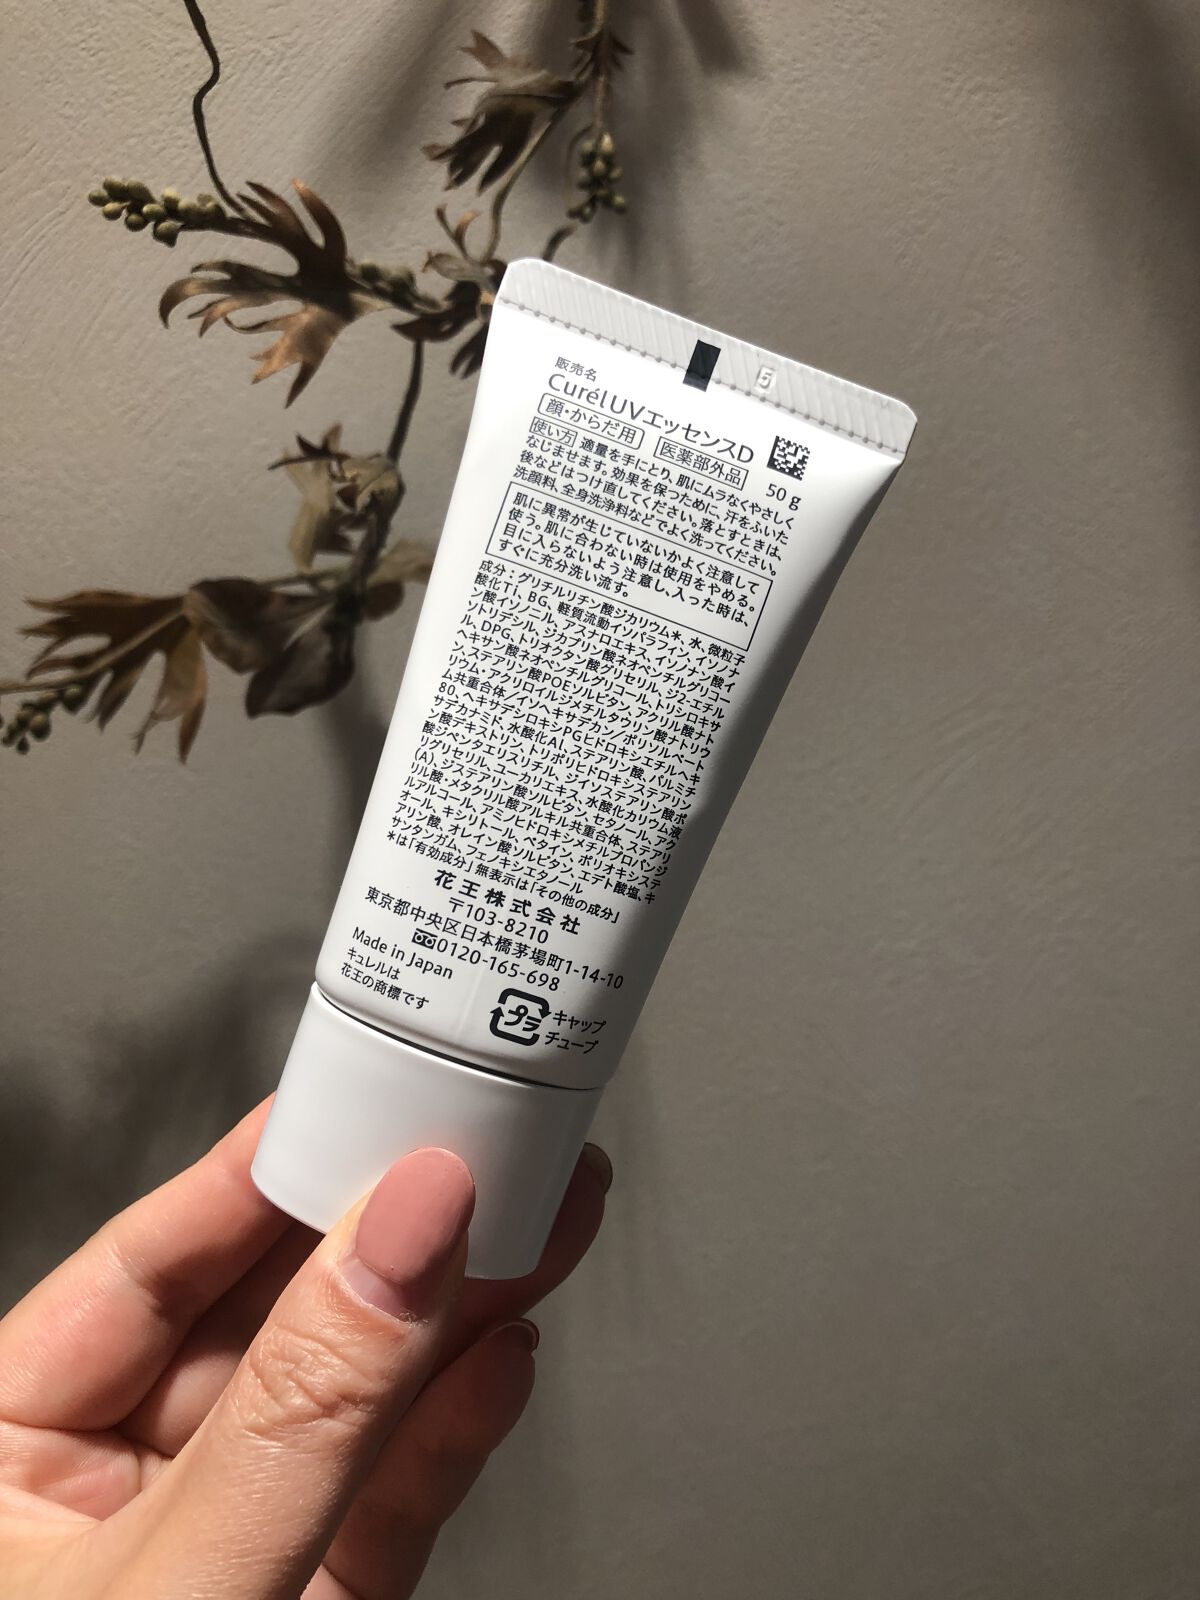 5
販売名
Curél UVエッセンスD
顔・からだ用 医薬部外品 50g
使い方 適量を手にとり、肌にムラなくやさしく
なじませます。効果を保つために、汗をふいた
後などはつけ直してください。落とすときは、
洗顔料、全身洗浄料などでよく洗ってください。
肌に異常が生じていないかよく注意して
使う。肌に合わない時は使用をやめる。
目に入らないよう注意し、入った時は、
すぐに充分洗い流す。
成分：グリチルリチン酸ジカリウム*、水、微粒子
酸化Ti、BG、軽質流動イソパラフィン、イソノナ
ン酸イソノニル、アスナロエキス、イソノナン酸イ
ソトリデシル、ジカプリン酸ネオペンチルグリコー
ル、DPG、トリオクタン酸グリセリル、ジ2-エチル
ヘキサン酸ネオペンチルグリコール、トリシロキサ
ン、ステアリン酸POEソルビタン、アクリル酸ナト
リウム・アクリロイルジメチルタウリン酸ナトリウ
ム共重合体/イソヘキサデカン/ポリソルベート
80、ヘキサデシロキシPGヒドロキシエチルヘキ
サデカナミド、水酸化Al、ステアリン酸、パルミチ
ン酸デキストリン、トリポリヒドロキシステアリン
酸ジペンタエリスリチル、ジイソステアリン酸ポ
リグリセリル、ユーカリエキス、水酸化カリウム液
(A)、ジステアリン酸ソルビタン、セタノール、アク
リル酸・メタクリル酸アルキル共重合体、ステアリ
ルアルコール、アミノヒドロキシメチルプロパンジ
オール、キシリトール、ベタイン、ポリオキシステ
アリン酸、オレイン酸ソルビタン、エデト酸塩、キ
サンタンガム、フェノキシエタノール
*は「有効成分」無表示は「その他の成分」
花王株式会社
〒103-8210
東京都中央区日本橋茅場町1-14-10
0120-165-698
Made in Japan
キュレルは
花王の商標です
プラ キャップ
チューブ